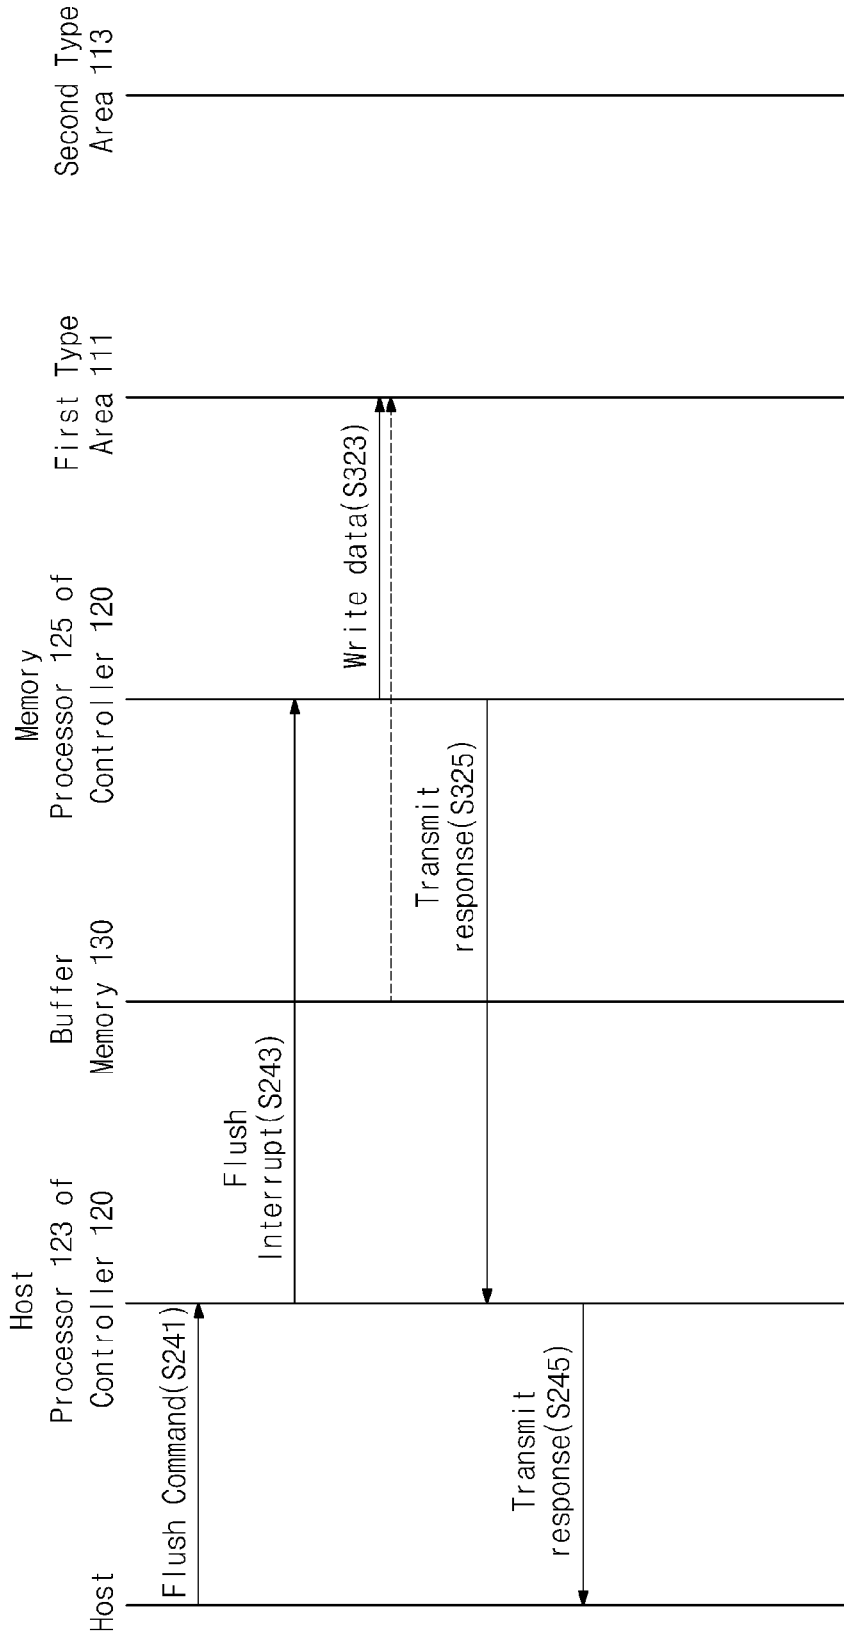 Host
Host
Processor 123 of
Controller 120
Buffer
Memory 130
Memory
Processor 125 of
Controller 120
First Type
Area 111
Second Type
Area 113
Flush Command(S241)
Flush
Interrupt(S243)
Write data(S323)
Transmit
response(S325)
Transmit
response(S245)